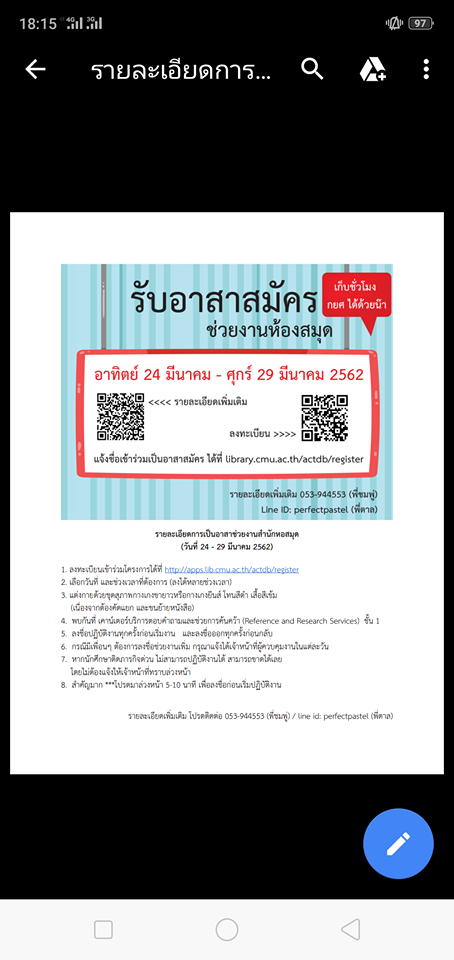 18:15 4G 3G 97
รายละเอียดการ...
รับอาสาสมัคร
ช่วยงานห้องสมุด
เก็บชั่วโมง
กยศ ได้ด้วยน๊า
อาทิตย์ 24 มีนาคม - ศุกร์ 29 มีนาคม 2562
<<<< รายละเอียดเพิ่มเติม
ลงทะเบียน >>>>
แจ้งชื่อเข้าร่วมเป็นอาสาสมัคร ได้ที่ library.cmu.ac.th/actdb/register
รายละเอียดเพิ่มเติม 053-944553 (พี่ชมพู่)
Line ID: perfectpastel (พี่ตาล)
รายละเอียดการเป็นอาสาช่วยงานสำนักหอสมุด
(วันที่ 24 - 29 มีนาคม 2562)
1. ลงทะเบียนเข้าร่วมโครงการได้ที่ http://apps.lib.cmu.ac.th/actdb/register
2. เลือกวันที่ และช่วงเวลาที่ต้องการ (ลงได้หลายช่วงเวลา)
3. แต่งกายด้วยชุดสุภาพกางเกงขายาวหรือกางเกงยีนส์ โทนสีดำ เสื้อสีเข้ม
(เนื่องจากต้องคัดแยก และขนย้ายหนังสือ)
4. พบกันที่ เคาน์เตอร์บริการตอบคำถามและช่วยการค้นคว้า (Reference and Research Services) ชั้น 1
5. ลงชื่อปฏิบัติงานทุกครั้งก่อนเริ่มงาน และลงชื่อออกทุกครั้งก่อนกลับ
6. กรณีมีเพื่อนๆ ต้องการลงชื่อช่วยงานเพิ่ม กรุณาแจ้งได้เจ้าหน้าที่ผู้ควบคุมงานในแต่ละวัน
7. หากนักศึกษาติดภารกิจด่วน ไม่สามารถปฏิบัติงานได้ สามารถขาดได้เลย
โดยไม่ต้องแจ้งให้เจ้าหน้าที่ทราบล่วงหน้า
8. สำคัญมาก ***โปรดมาล่วงหน้า 5-10 นาที เพื่อลงชื่อก่อนเริ่มปฏิบัติงาน
รายละเอียดเพิ่มเติม โปรดติดต่อ 053-944553 (พี่ชมพู่) / line id: perfectpastel (พี่ตาล)